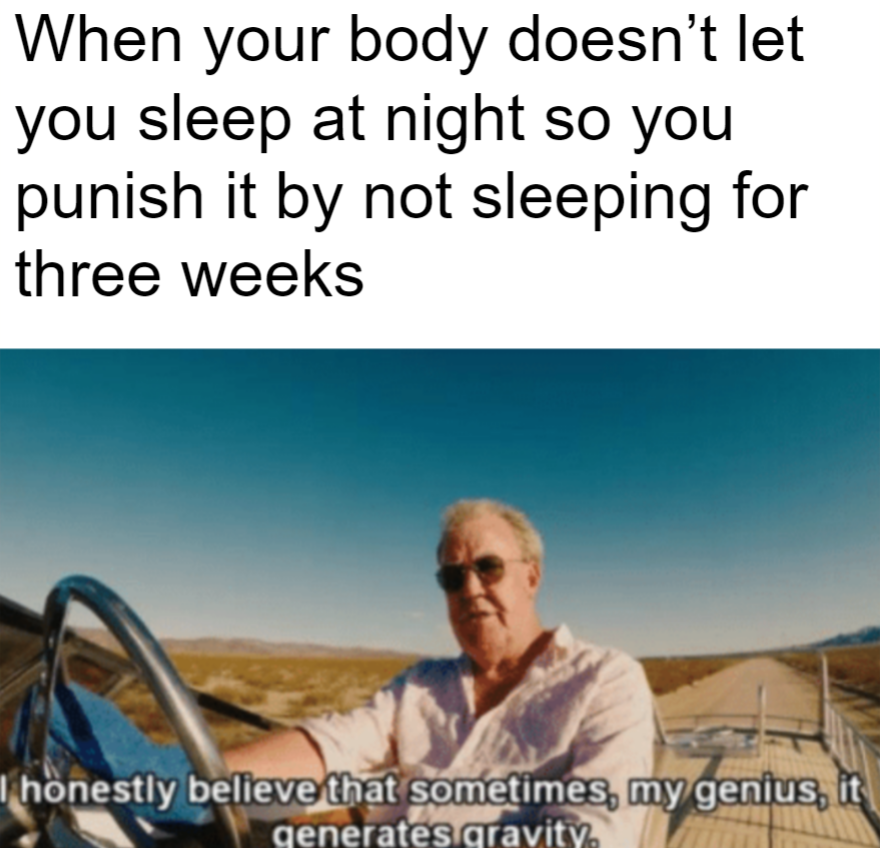 When your body doesn’t let
you sleep at night so you
punish it by not sleeping for
three weeks
I honestly believe that sometimes, my genius, it
generates gravity.